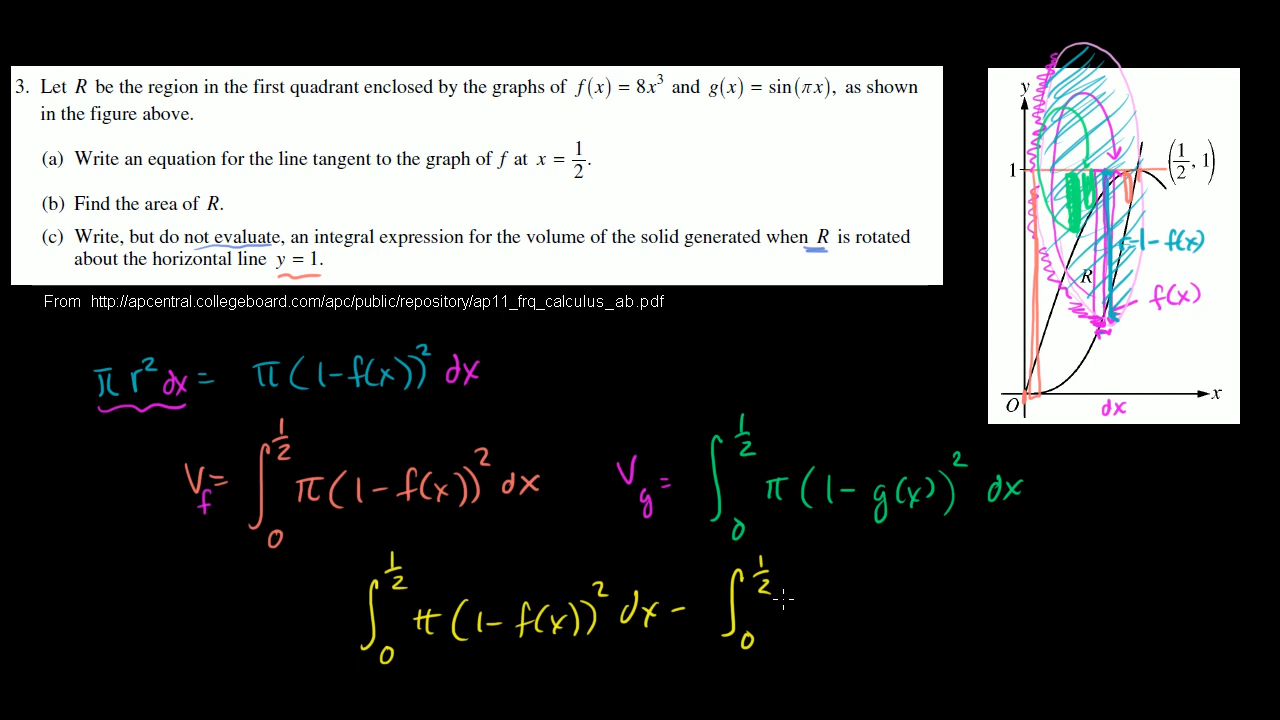 3. Let R be the region in the first quadrant enclosed by the graphs of f(x) = 8x³ and g(x) = sin(πx), as shown
in the figure above.
(a) Write an equation for the line tangent to the graph of f at x = 1/2.
(b) Find the area of R.
(c) Write, but do not evaluate, an integral expression for the volume of the solid generated when R is rotated
about the horizontal line y = 1.
From http://apcentral.collegeboard.com/apc/public/repository/ap11_frq_calculus_ab.pdf
y
1
(1/2, 1)
1-f(x)
R
f(x)
O
x
dx
π r² dx = π(1-f(x))² dx
V_f = ∫₀^½ π(1-f(x))² dx V_g = ∫₀^½ π(1-g(x))² dx
∫₀^½ π(1-f(x))² dx - ∫₀^½